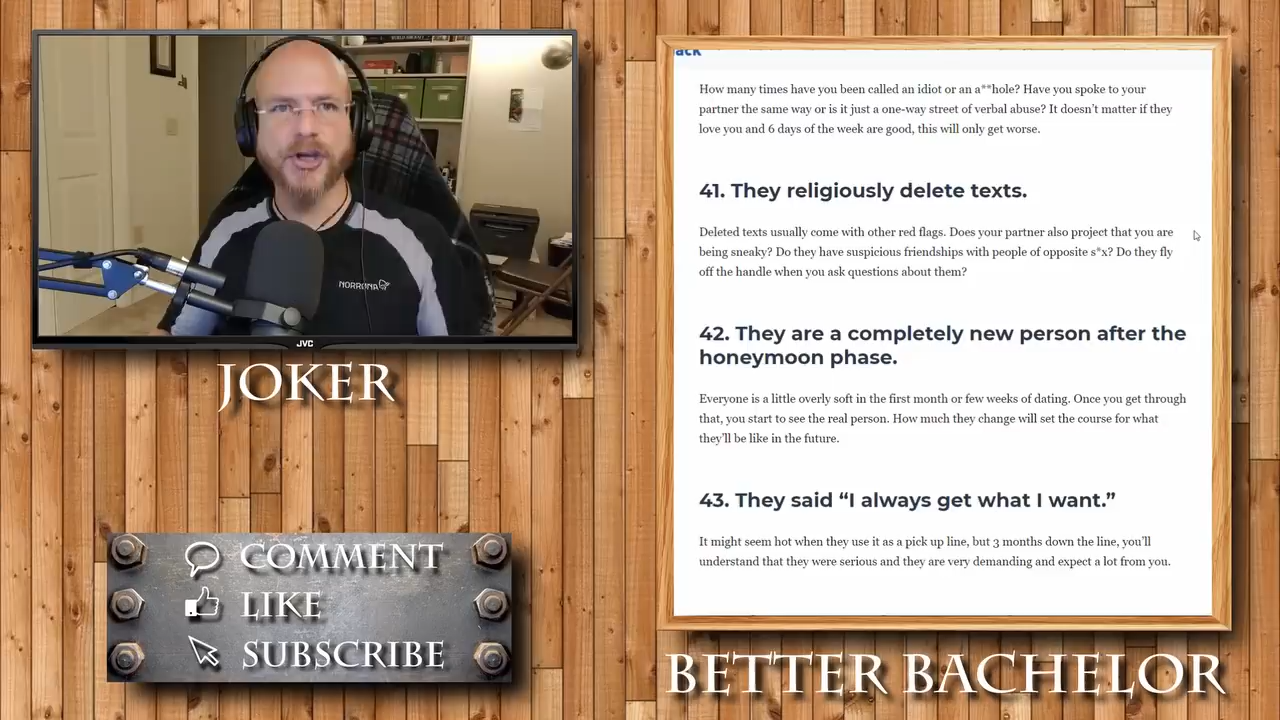 NORRØNA
JVC
JOKER
COMMENT
LIKE
SUBSCRIBE
ack
How many times have you been called an idiot or an a**hole? Have you spoke to your
partner the same way or is it just a one-way street of verbal abuse? It doesn't matter if they
love you and 6 days of the week are good, this will only get worse.
41. They religiously delete texts.
Deleted texts usually come with other red flags. Does your partner also project that you are
being sneaky? Do they have suspicious friendships with people of opposite s*x? Do they fly
off the handle when you ask questions about them?
42. They are a completely new person after the
honeymoon phase.
Everyone is a little overly soft in the first month or few weeks of dating. Once you get through
that, you start to see the real person. How much they change will set the course for what
they'll be like in the future.
43. They said “I always get what I want.”
It might seem hot when they use it as a pick up line, but 3 months down the line, you'll
understand that they were serious and they are very demanding and expect a lot from you.
BETTER BACHELOR